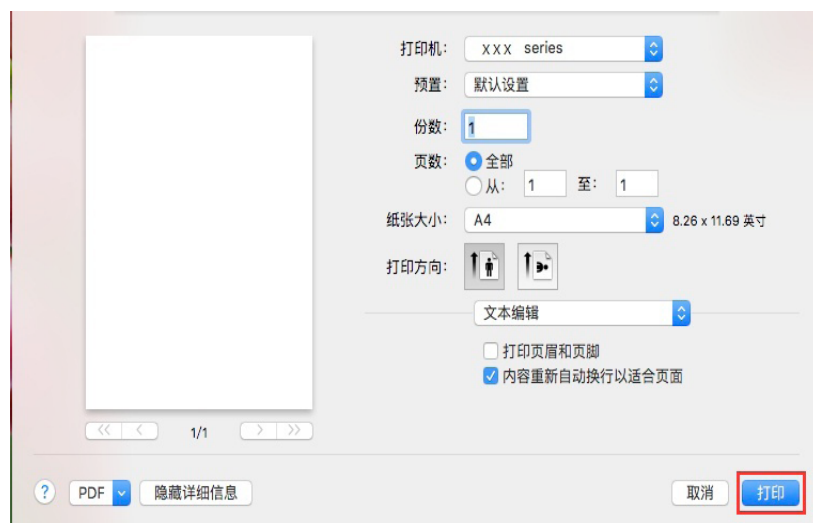 打印机: xxx series
预置: 默认设置
份数: 1
页数: 全部
从: 1 至: 1
纸张大小: A4 8.26 x 11.69 英寸
打印方向:
文本编辑
打印页眉和页脚
内容重新自动换行以适合页面
1/1
? PDF 隐藏详细信息 取消 打印